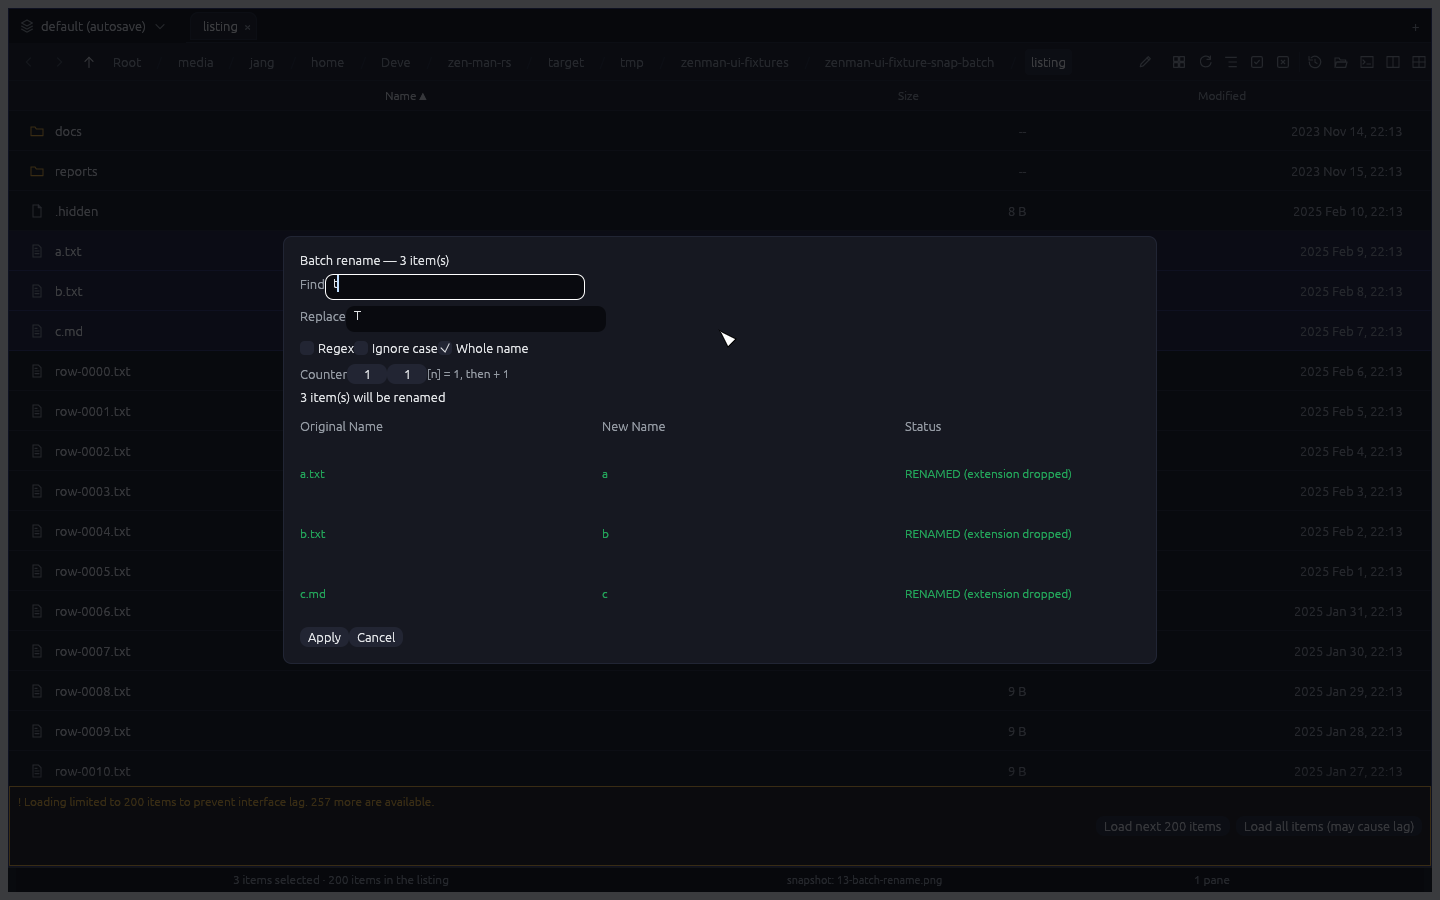 default (autosave) listing × +
Root media jang home Deve zen-man-rs target tmp zenman-ui-fixtures zenman-ui-fixture-snap-batch listing
Name ▲ Size Modified
docs — 2023 Nov 14, 22:13
reports — 2023 Nov 15, 22:13
.hidden 8 B 2025 Feb 10, 22:13
a.txt 2025 Feb 9, 22:13
b.txt 2025 Feb 8, 22:13
c.md 2025 Feb 7, 22:13
row-0000.txt 2025 Feb 6, 22:13
row-0001.txt 2025 Feb 5, 22:13
row-0002.txt 2025 Feb 4, 22:13
row-0003.txt 2025 Feb 3, 22:13
row-0004.txt 2025 Feb 2, 22:13
row-0005.txt 2025 Feb 1, 22:13
row-0006.txt 2025 Jan 31, 22:13
row-0007.txt 2025 Jan 30, 22:13
row-0008.txt 9 B 2025 Jan 29, 22:13
row-0009.txt 9 B 2025 Jan 28, 22:13
row-0010.txt 9 B 2025 Jan 27, 22:13
Batch rename — 3 item(s)
Find t
Replace T
Regex Ignore case Whole name
Counter 1 1 [n] = 1, then + 1
3 item(s) will be renamed
Original Name New Name Status
a.txt a RENAMED (extension dropped)
b.txt b RENAMED (extension dropped)
c.md c RENAMED (extension dropped)
Apply Cancel
! Loading limited to 200 items to prevent interface lag. 257 more are available.
Load next 200 items Load all items (may cause lag)
3 items selected · 200 items in the listing snapshot: 13-batch-rename.png 1 pane